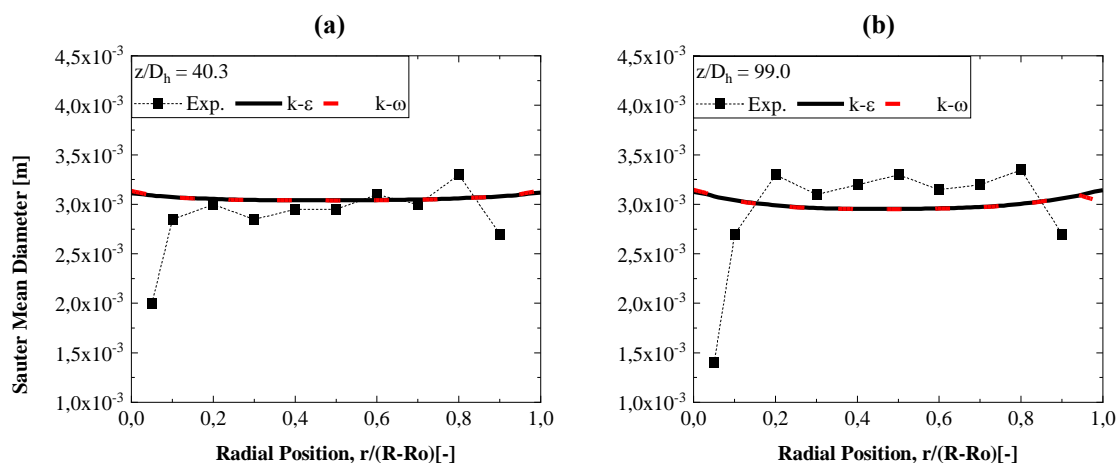 (a)
4,5x10⁻³
4,0x10⁻³
3,5x10⁻³
3,0x10⁻³
2,5x10⁻³
2,0x10⁻³
1,5x10⁻³
1,0x10⁻³
Sauter Mean Diameter [m]
z/Dₕ = 40.3
Exp. k-ε k-ω
0,0 0,2 0,4 0,6 0,8 1,0
Radial Position, r/(R-Ro)[-]
(b)
4,5x10⁻³
4,0x10⁻³
3,5x10⁻³
3,0x10⁻³
2,5x10⁻³
2,0x10⁻³
1,5x10⁻³
1,0x10⁻³
z/Dₕ = 99.0
Exp. k-ε k-ω
0,0 0,2 0,4 0,6 0,8 1,0
Radial Position, r/(R-Ro)[-]